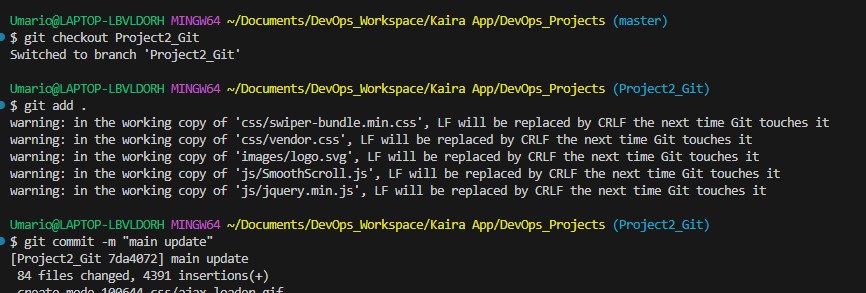 Umario@LAPTOP-LBVLDORH MINGW64 ~/Documents/DevOps_Workspace/Kaira App/DevOps_Projects (master)
$ git checkout Project2_Git
Switched to branch 'Project2_Git'
Umario@LAPTOP-LBVLDORH MINGW64 ~/Documents/DevOps_Workspace/Kaira App/DevOps_Projects (Project2_Git)
$ git add .
warning: in the working copy of 'css/swiper-bundle.min.css', LF will be replaced by CRLF the next time Git touches it
warning: in the working copy of 'css/vendor.css', LF will be replaced by CRLF the next time Git touches it
warning: in the working copy of 'images/logo.svg', LF will be replaced by CRLF the next time Git touches it
warning: in the working copy of 'js/SmoothScroll.js', LF will be replaced by CRLF the next time Git touches it
warning: in the working copy of 'js/jquery.min.js', LF will be replaced by CRLF the next time Git touches it
Umario@LAPTOP-LBVLDORH MINGW64 ~/Documents/DevOps_Workspace/Kaira App/DevOps_Projects (Project2_Git)
$ git commit -m "main update"
[Project2_Git 7da4072] main update
84 files changed, 4391 insertions(+)
create mode 100644 css/ajax-loader.gif